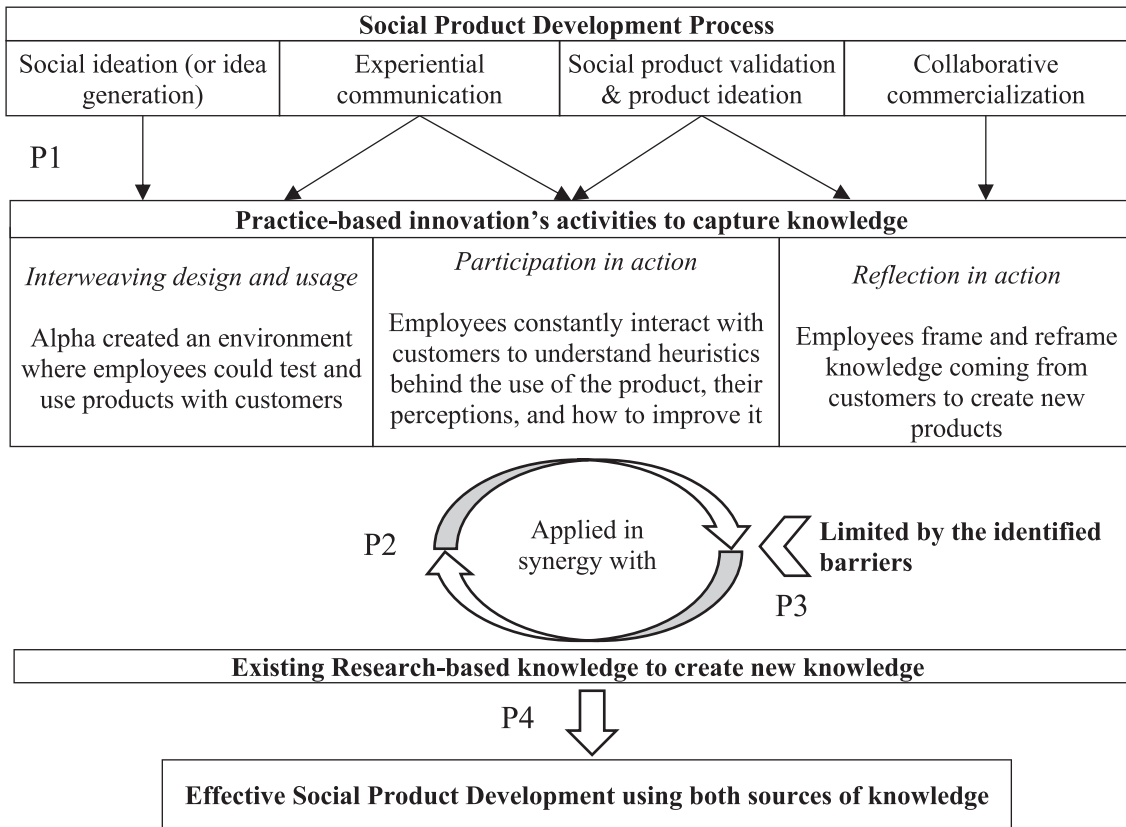 Social Product Development Process
Social ideation (or idea
generation)
Experiential
communication
Social product validation
& product ideation
Collaborative
commercialization
P1
Practice-based innovation’s activities to capture knowledge
Interweaving design and usage
Alpha created an environment
where employees could test and
use products with customers
Participation in action
Employees constantly interact with
customers to understand heuristics
behind the use of the product, their
perceptions, and how to improve it
Reflection in action
Employees frame and reframe
knowledge coming from
customers to create new
products
P2
Applied in
synergy with
Limited by the identified
barriers
P3
Existing Research-based knowledge to create new knowledge
P4
Effective Social Product Development using both sources of knowledge